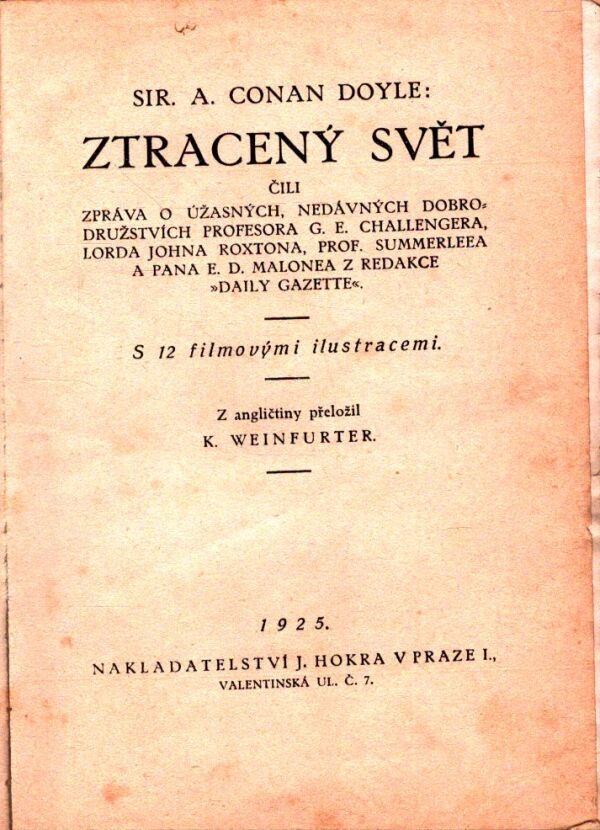 SIR. A. CONAN DOYLE:
ZTRACENÝ SVĚT
ČILI
ZPRÁVA O ÚŽASNÝCH, NEDÁVNÝCH DOBRO-
DRUŽSTVÍCH PROFESORA G. E. CHALLENGERA,
LORDA JOHNA ROXTONA, PROF. SUMMERLEEA
A PANA E. D. MALONEA Z REDAKCE
»DAILY GAZETTE«.
S 12 filmovými ilustracemi.
Z angličtiny přeložil
K. WEINFURTER.
1925.
NAKLADATELSTVÍ J. HOKRA V PRAZE I.,
VALENTINSKÁ UL. Č. 7.